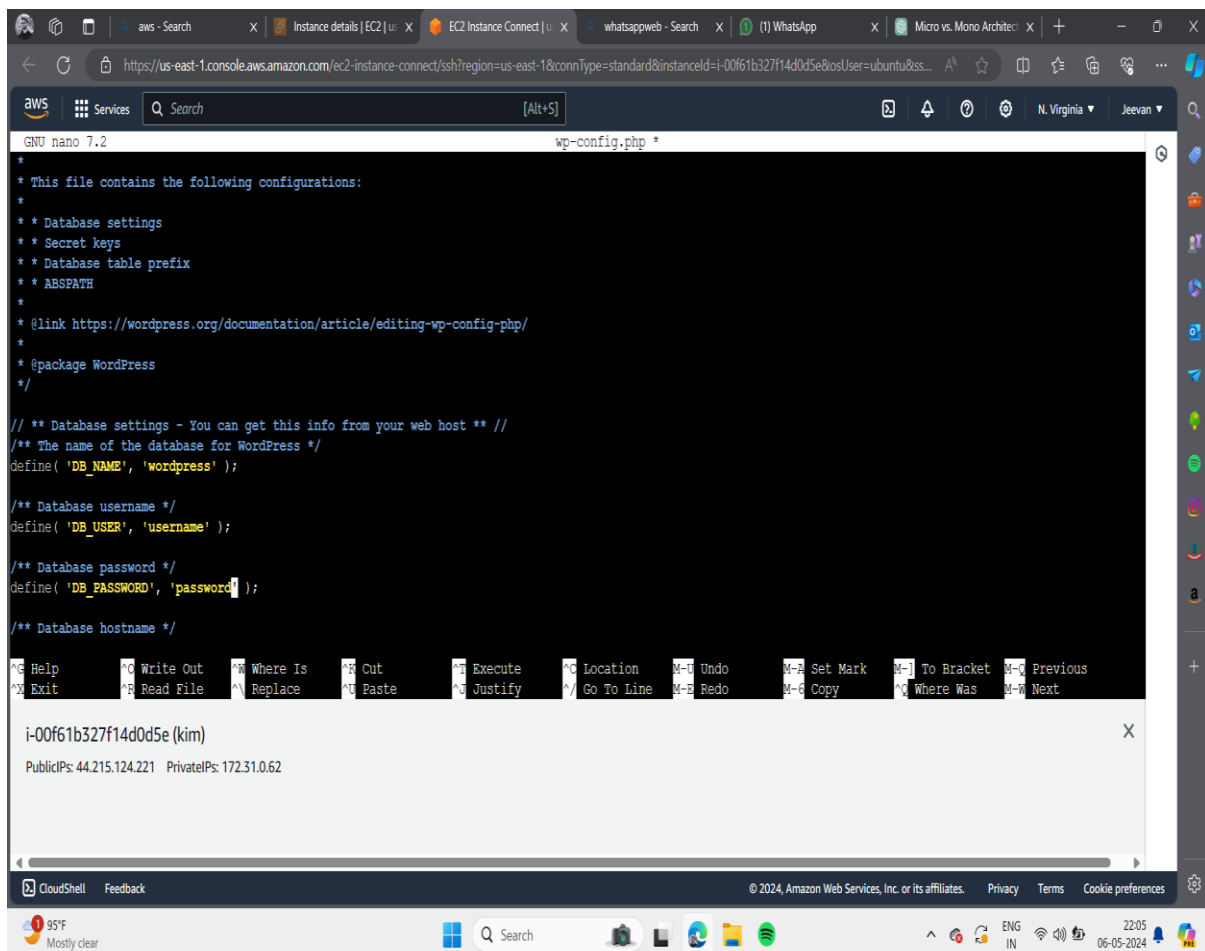 aws - Search
Instance details | EC2 | us
EC2 Instance Connect | u
whatsappweb - Search
(1) WhatsApp
Micro vs. Mono Architect
https://us-east-1.console.aws.amazon.com/ec2-instance-connect/ssh?region=us-east-1&connType=standard&instanceId=i-00f61b327f14d0d5e&osUser=ubuntu&ss...
aws Services Search [Alt+S] N. Virginia ▼ Jeevan ▼
GNU nano 7.2 wp-config.php *
*
* This file contains the following configurations:
*
* * Database settings
* * Secret keys
* * Database table prefix
* * ABSPATH
*
* @link https://wordpress.org/documentation/article/editing-wp-config-php/
*
* @package WordPress
*/
// ** Database settings - You can get this info from your web host ** //
/** The name of the database for WordPress */
define( 'DB_NAME', 'wordpress' );
/** Database username */
define( 'DB_USER', 'username' );
/** Database password */
define( 'DB_PASSWORD', 'password' );
/** Database hostname */
^G Help ^O Write Out ^W Where Is ^K Cut ^T Execute ^C Location M-U Undo M-A Set Mark M-] To Bracket M-Q Previous
^X Exit ^R Read File ^\ Replace ^U Paste ^J Justify ^/ Go To Line M-E Redo M-6 Copy ^Q Where Was M-W Next
i-00f61b327f14d0d5e (kim)
PublicIPs: 44.215.124.221 PrivateIPs: 172.31.0.62
CloudShell Feedback © 2024, Amazon Web Services, Inc. or its affiliates. Privacy Terms Cookie preferences
1 95°F
Mostly clear
Search
ENG
IN
22:05
06-05-2024
PRE